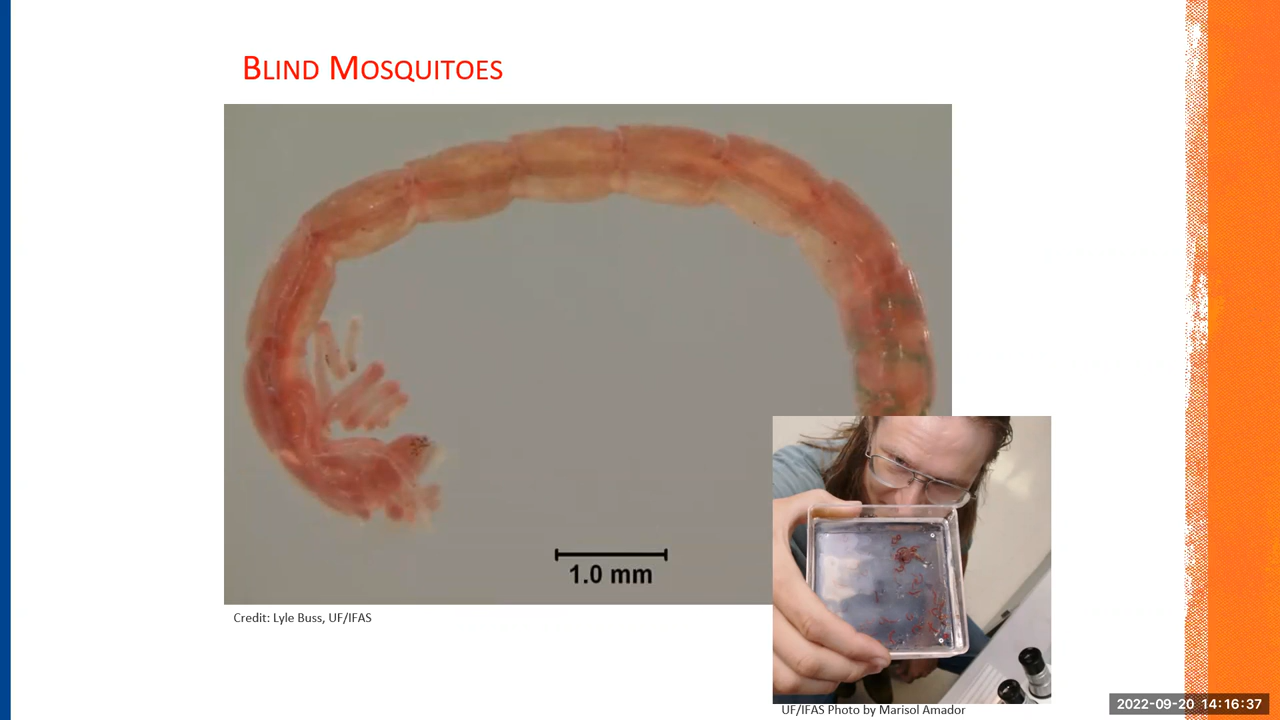 Blind Mosquitoes
1.0 mm
Credit: Lyle Buss, UF/IFAS
UF/IFAS Photo by Marisol Amador
2022-09-20 14:16:37